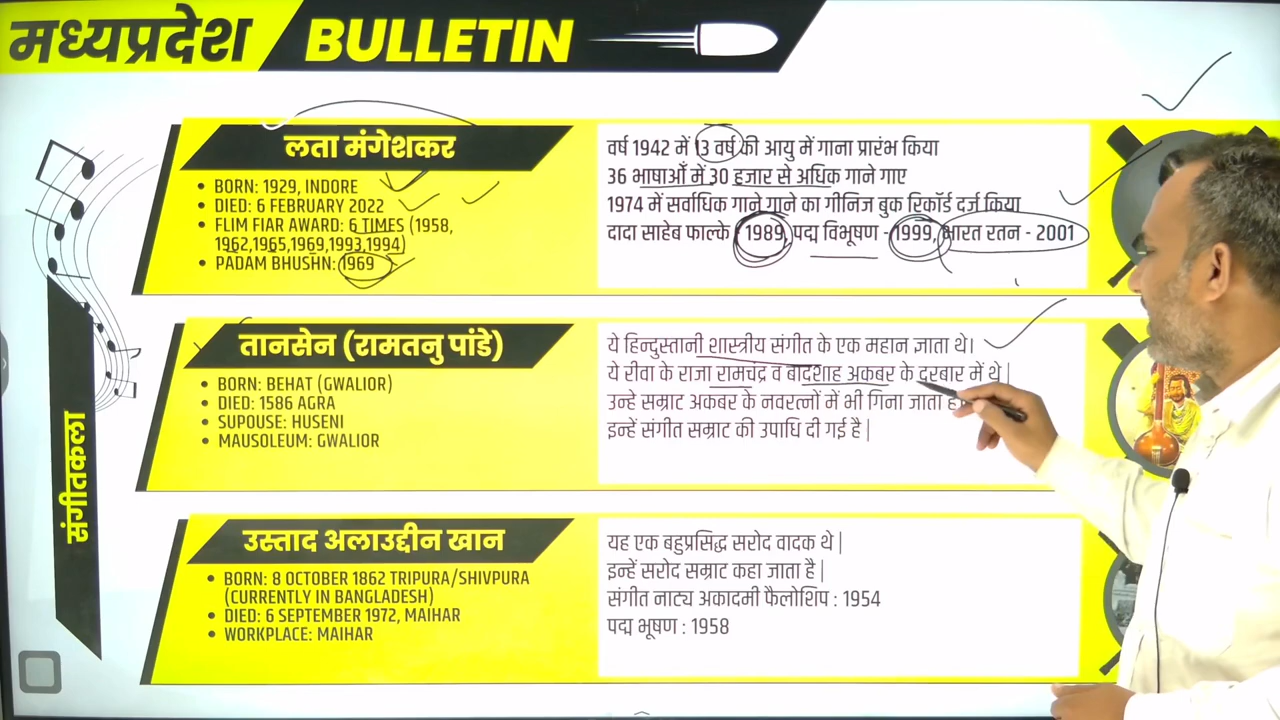 मध्यप्रदेश BULLETIN
संगीतकला
लता मंगेशकर
• BORN: 1929, INDORE
• DIED: 6 FEBRUARY 2022
• FLIM FIAR AWARD: 6 TIMES (1958,
1962,1965,1969,1993,1994)
• PADAM BHUSHN: 1969
वर्ष 1942 में 13 वर्ष की आयु में गाना प्रारंभ किया
36 भाषाओं में 30 हजार से अधिक गाने गाए
1974 में सर्वाधिक गाने गाने का गीनिज बुक रिकॉर्ड दर्ज किया
दादा साहेब फाल्के 1989, पद्म विभूषण - 1999, भारत रतन - 2001
तानसेन (रामतनु पांडे)
• BORN: BEHAT (GWALIOR)
• DIED: 1586 AGRA
• SUPOUSE: HUSENI
• MAUSOLEUM: GWALIOR
ये हिन्दुस्तानी शास्त्रीय संगीत के एक महान ज्ञाता थे।
ये रीवा के राजा रामचंद्र व बादशाह अकबर के दरबार में थे|
उन्हे सम्राट अकबर के नवरत्नों में भी गिना जाता है
इन्हें संगीत सम्राट की उपाधि दी गई है|
उस्ताद अलाउद्दीन खान
• BORN: 8 OCTOBER 1862 TRIPURA/SHIVPURA
(CURRENTLY IN BANGLADESH)
• DIED: 6 SEPTEMBER 1972, MAIHAR
• WORKPLACE: MAIHAR
यह एक बहुप्रसिद्ध सरोद वादक थे|
इन्हें सरोद सम्राट कहा जाता है|
संगीत नाट्य अकादमी फैलोशिप : 1954
पद्म भूषण : 1958